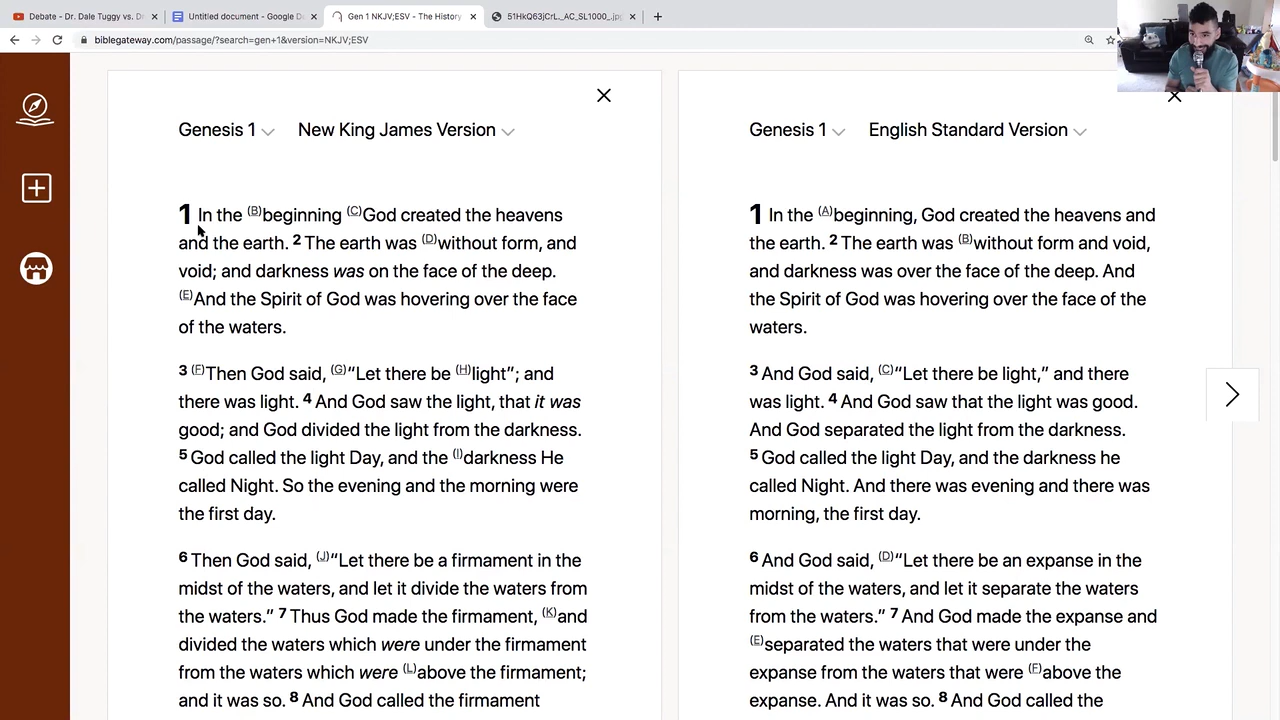 Debate - Dr. Dale Tuggy vs. Dr
Untitled document - Google Do
Gen 1 NKJV;ESV - The History
51HkQ63jCrL._AC_SL1000_.jpg
biblegateway.com/passage/?search=gen+1&version=NKJV;ESV
Genesis 1 New King James Version
1 In the (B)beginning (C)God created the heavens
and the earth. 2 The earth was (D)without form, and
void; and darkness was on the face of the deep.
(E)And the Spirit of God was hovering over the face
of the waters.
3 (F)Then God said, (G)“Let there be (H)light”; and
there was light. 4 And God saw the light, that it was
good; and God divided the light from the darkness.
5 God called the light Day, and the (I)darkness He
called Night. So the evening and the morning were
the first day.
6 Then God said, (J)“Let there be a firmament in the
midst of the waters, and let it divide the waters from
the waters.” 7 Thus God made the firmament, (K)and
divided the waters which were under the firmament
from the waters which were (L)above the firmament;
and it was so. 8 And God called the firmament
Genesis 1 English Standard Version
1 In the (A)beginning, God created the heavens and
the earth. 2 The earth was (B)without form and void,
and darkness was over the face of the deep. And
the Spirit of God was hovering over the face of the
waters.
3 And God said, (C)“Let there be light,” and there
was light. 4 And God saw that the light was good.
And God separated the light from the darkness.
5 God called the light Day, and the darkness he
called Night. And there was evening and there was
morning, the first day.
6 And God said, (D)“Let there be an expanse in the
midst of the waters, and let it separate the waters
from the waters.” 7 And God made the expanse and
(E)separated the waters that were under the
expanse from the waters that were (F)above the
expanse. And it was so. 8 And God called the